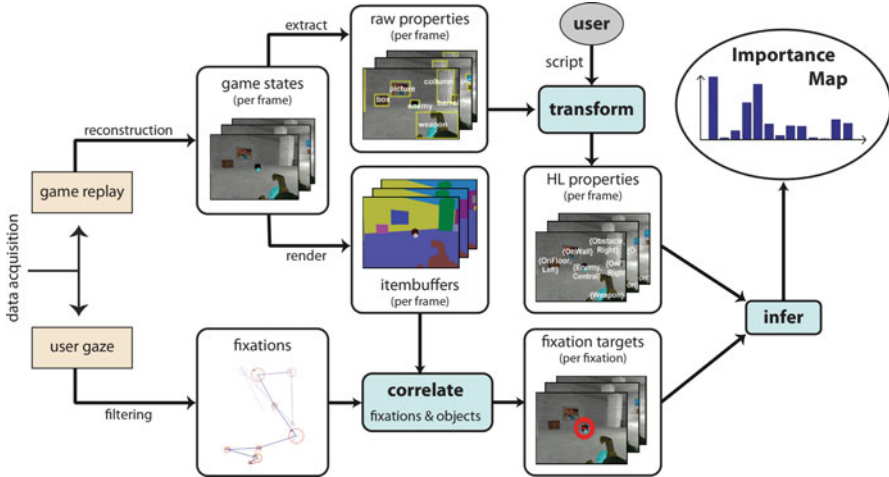 raw properties
(per frame)
extract
user
script
game states
(per frame)
picture
box
enemy
weapon
transform
Importance
Map
reconstruction
game replay
data acquisition
user gaze
render
itembuffers
(per frame)
HL properties
(per frame)
{Obstacle,
Right}
{OnWall}
{OnFloor,
Left}
{Enemy,
Central}
Right
{Weapon}
infer
fixations
filtering
correlate
fixations & objects
fixation targets
(per fixation)